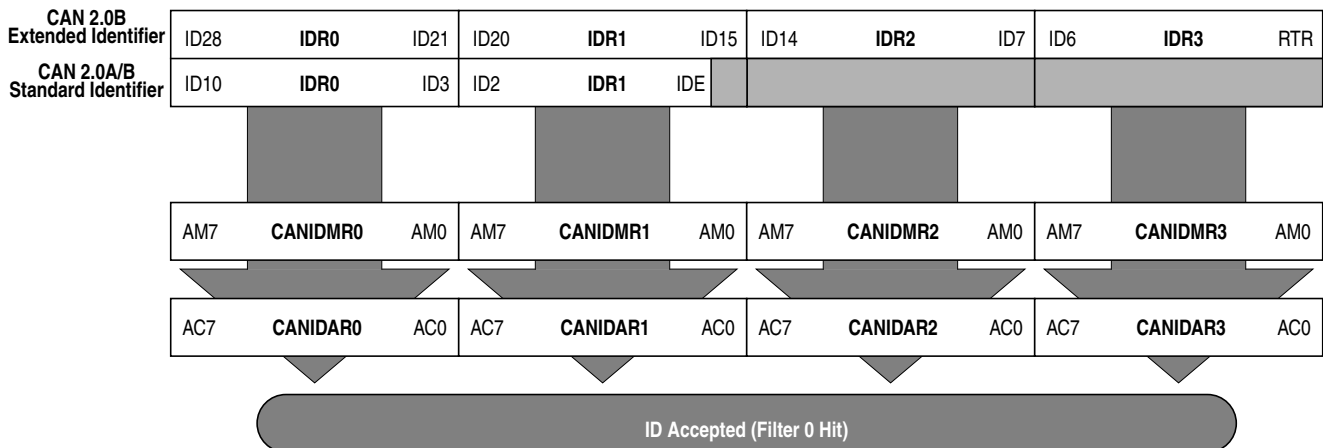 CAN 2.0B
Extended Identifier
ID28 IDR0 ID21 ID20 IDR1 ID15 ID14 IDR2 ID7 ID6 IDR3 RTR
CAN 2.0A/B
Standard Identifier
ID10 IDR0 ID3 ID2 IDR1 IDE
AM7 CANIDMR0 AM0 AM7 CANIDMR1 AM0 AM7 CANIDMR2 AM0 AM7 CANIDMR3 AM0
AC7 CANIDAR0 AC0 AC7 CANIDAR1 AC0 AC7 CANIDAR2 AC0 AC7 CANIDAR3 AC0
ID Accepted (Filter 0 Hit)